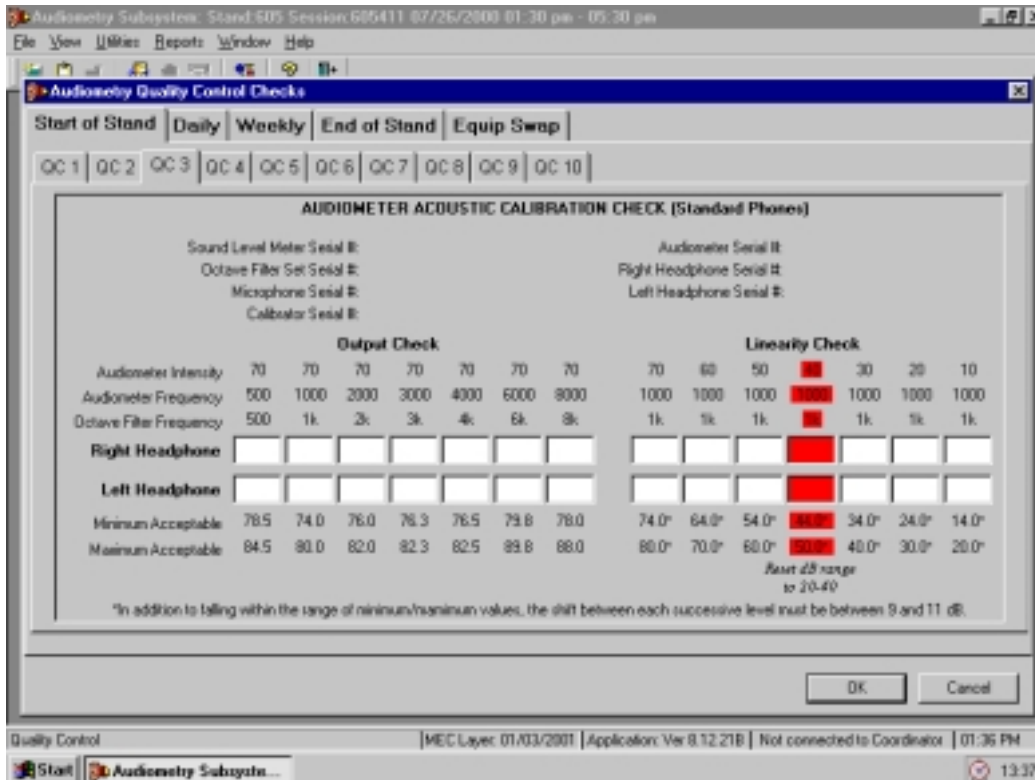 Audiometry Subsystem: Stand:605 Session:605411 07/26/2000 01:30 pm - 05:30 pm
File View Utilities Reports Window Help
Audiometry Quality Control Checks
Start of Stand Daily Weekly End of Stand Equip Swap
QC 1 QC 2 QC 3 QC 4 QC 5 QC 6 QC 7 QC 8 QC 9 QC 10
AUDIOMETER ACOUSTIC CALIBRATION CHECK (Standard Phones)
Sound Level Meter Serial #: Audiometer Serial #:
Octave Filter Set Serial #: Right Headphone Serial #:
Microphone Serial #: Left Headphone Serial #:
Calibrator Serial #:
Output Check Linearity Check
Audiometer Intensity 70 70 70 70 70 70 70 70 60 50 40 30 20 10
Audiometer Frequency 500 1000 2000 3000 4000 6000 8000 1000 1000 1000 1000 1000 1000 1000
Octave Filter Frequency 500 1k 2k 3k 4k 6k 8k 1k 1k 1k 1k 1k 1k 1k
Right Headphone
Left Headphone
Minimum Acceptable 78.5 74.0 76.0 76.3 76.5 79.8 78.0 74.0* 64.0* 54.0* 44.0* 34.0* 24.0* 14.0*
Maximum Acceptable 84.5 80.0 82.0 82.3 82.5 89.8 88.0 80.0* 70.0* 60.0* 50.0* 40.0* 30.0* 20.0*
Reset dB range
to 20-40
*In addition to falling within the range of minimum/mamimum values, the shift between each successive level must be between 9 and 11 dB.
OK Cancel
Quality Control MEC Layer: 01/03/2001 Application: Ver 8.12.21B Not connected to Coordinator 01:36 PM
Start Audiometry Subsyste...